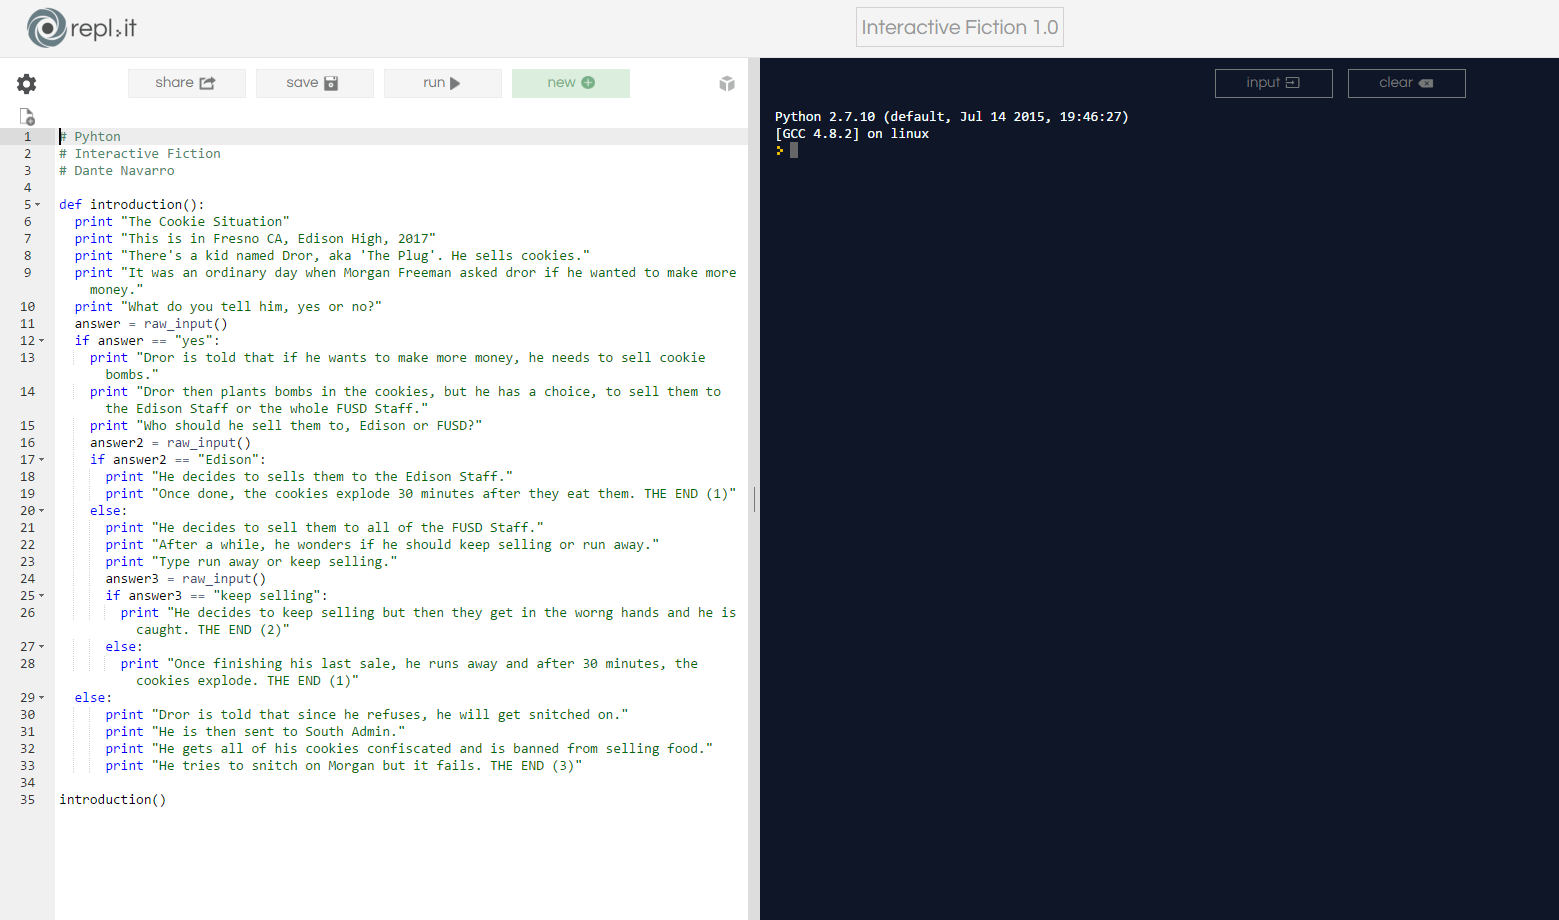 repl.it
Interactive Fiction 1.0
share
save
run
new
input
clear
1 # Pyhton
2 # Interactive Fiction
3 # Dante Navarro
4
5 def introduction():
6 print "The Cookie Situation"
7 print "This is in Fresno CA, Edison High, 2017"
8 print "There's a kid named Dror, aka 'The Plug'. He sells cookies."
9 print "It was an ordinary day when Morgan Freeman asked dror if he wanted to make more
money."
10 print "What do you tell him, yes or no?"
11 answer = raw_input()
12 if answer == "yes":
13 print "Dror is told that if he wants to make more money, he needs to sell cookie
bombs."
14 print "Dror then plants bombs in the cookies, but he has a choice, to sell them to
the Edison Staff or the whole FUSD Staff."
15 print "Who should he sell them to, Edison or FUSD?"
16 answer2 = raw_input()
17 if answer2 == "Edison":
18 print "He decides to sells them to the Edison Staff."
19 print "Once done, the cookies explode 30 minutes after they eat them. THE END (1)"
20 else:
21 print "He decides to sell them to all of the FUSD Staff."
22 print "After a while, he wonders if he should keep selling or run away."
23 print "Type run away or keep selling."
24 answer3 = raw_input()
25 if answer3 == "keep selling":
26 print "He decides to keep selling but then they get in the worng hands and he is
caught. THE END (2)"
27 else:
28 print "Once finishing his last sale, he runs away and after 30 minutes, the
cookies explode. THE END (1)"
29 else:
30 print "Dror is told that since he refuses, he will get snitched on."
31 print "He is then sent to South Admin."
32 print "He gets all of his cookies confiscated and is banned from selling food."
33 print "He tries to snitch on Morgan but it fails. THE END (3)"
34
35 introduction()
Python 2.7.10 (default, Jul 14 2015, 19:46:27)
[GCC 4.8.2] on linux